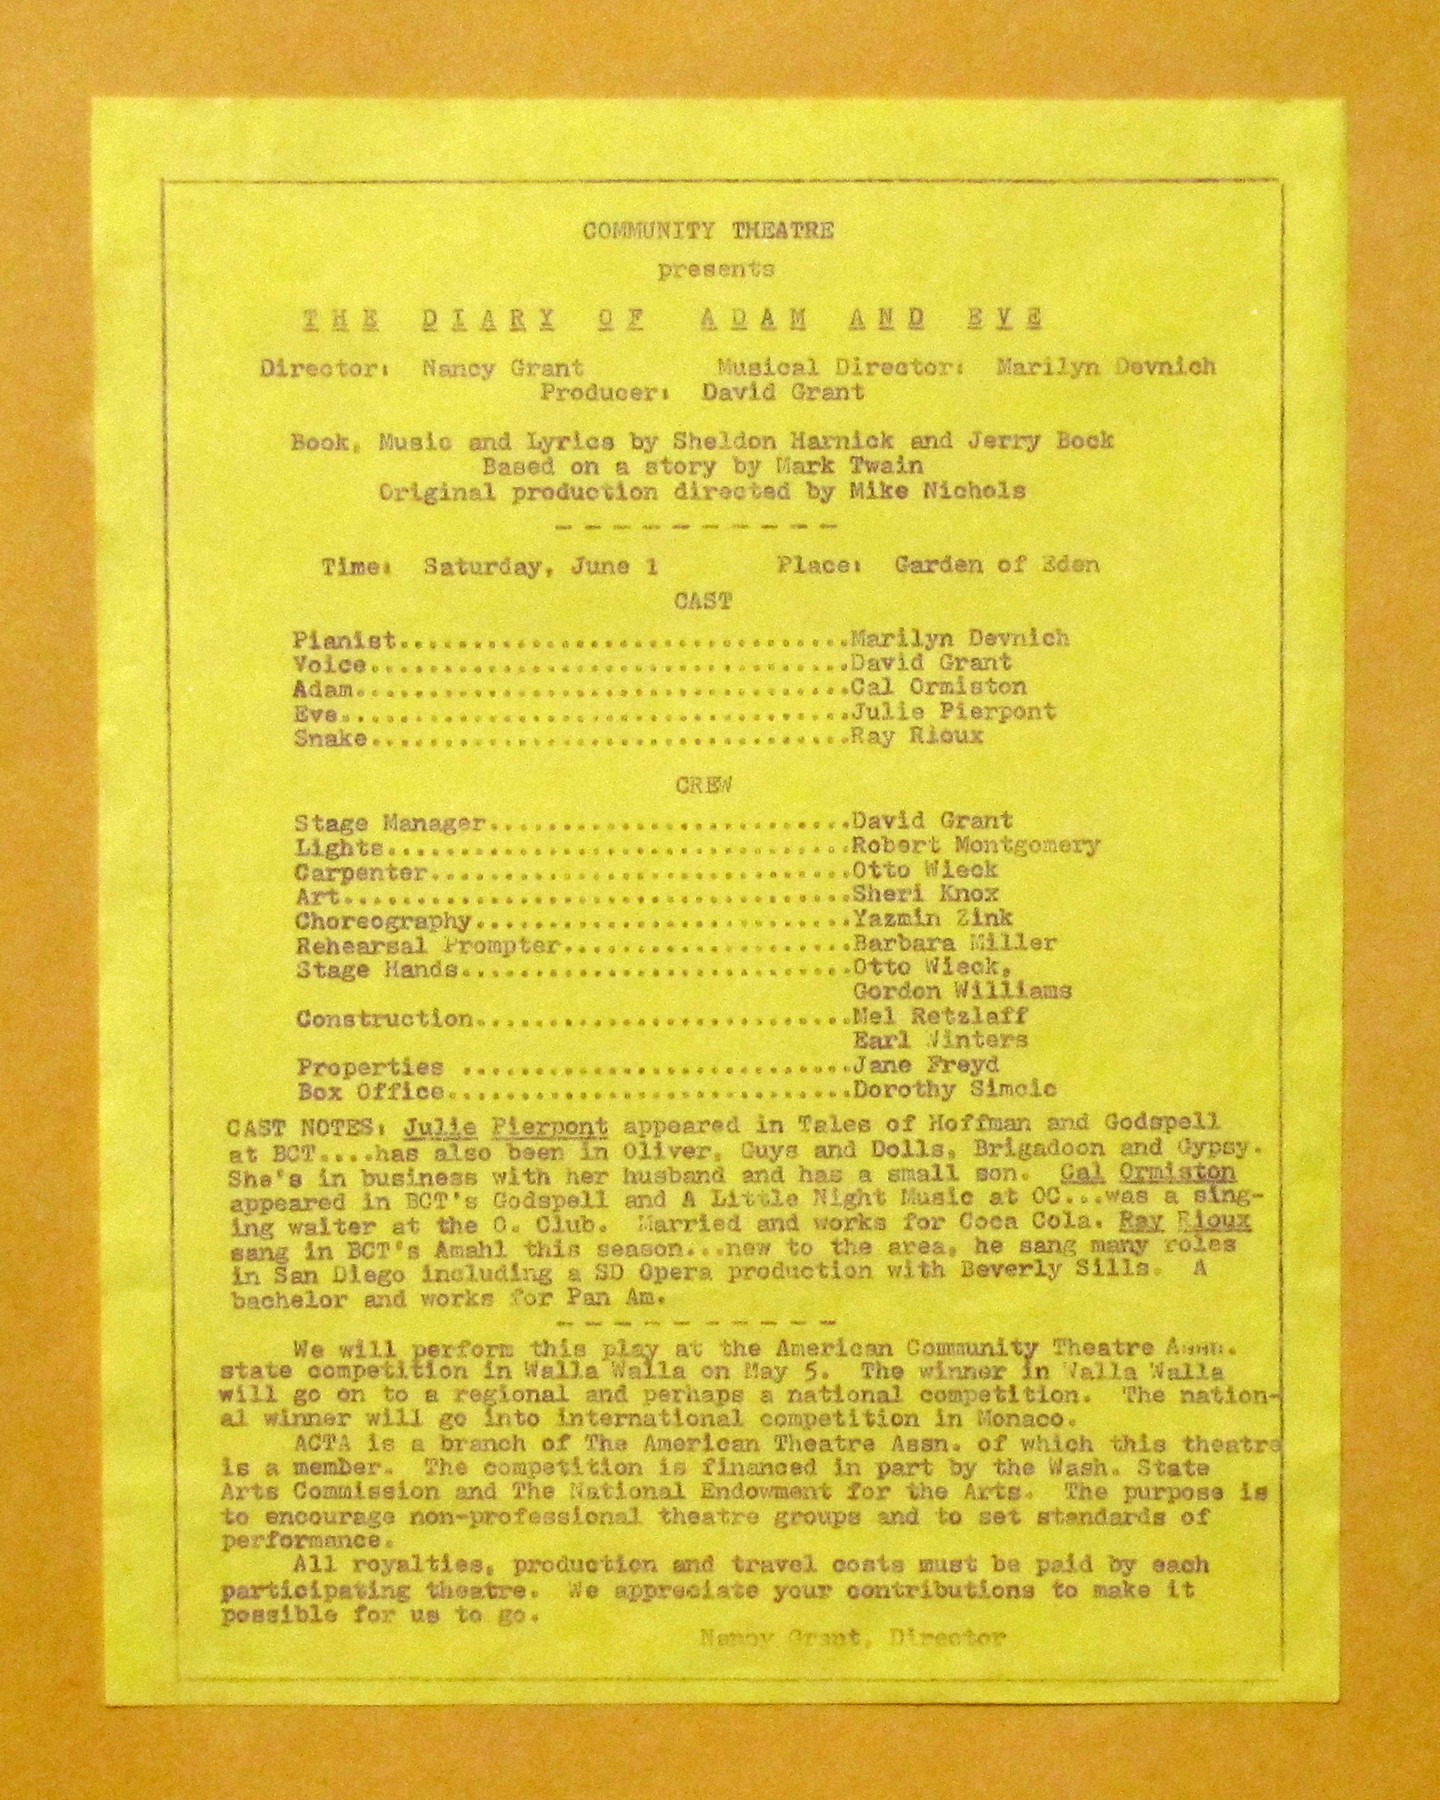 COMMUNITY THEATRE
presents
THE DIARY OF ADAM AND EVE
Director: Nancy Grant Musical Director: Marilyn Devnich
Producer: David Grant
Book, Music and Lyrics by Sheldon Harnick and Jerry Bock
Based on a story by Mark Twain
Original production directed by Mike Nichols
----------
Time: Saturday, June 1 Place: Garden of Eden
CAST
Pianist...............................Marilyn Devnich
Voice.................................David Grant
Adam..................................Cal Ormiston
Eve...................................Julie Pierpont
Snake.................................Ray Rioux
CREW
Stage Manager.........................David Grant
Lights................................Robert Montgomery
Carpenter.............................Otto Wieck
Art...................................Sheri Knox
Choreography..........................Yazmin Zink
Rehearsal Prompter....................Barbara Miller
Stage Hands...........................Otto Wieck,
Gordon Williams
Construction..........................Mel Retzlaff
Earl Winters
Properties ...........................Jane Freyd
Box Office............................Dorothy Simcic
CAST NOTES: Julie Pierpont appeared in Tales of Hoffman and Godspell
at BCT....has also been in Oliver, Guys and Dolls, Brigadoon and Gypsy.
She's in business with her husband and has a small son. Cal Ormiston
appeared in BCT's Godspell and A Little Night Music at OC...was a sing-
ing waiter at the O. Club. Married and works for Coca Cola. Ray Rioux
sang in BCT's Amahl this season...new to the area, he sang many roles
in San Diego including a SD Opera production with Beverly Sills. A
bachelor and works for Pan Am.
----------
We will perform this play at the American Community Theatre Assn.
state competition in Walla Walla on May 5. The winner in Walla Walla
will go on to a regional and perhaps a national competition. The nation-
al winner will go into international competition in Monaco.
ACTA is a branch of The American Theatre Assn. of which this theatre
is a member. The competition is financed in part by the Wash. State
Arts Commission and The National Endowment for the Arts. The purpose is
to encourage non-professional theatre groups and to set standards of
performance.
All royalties, production and travel costs must be paid by each
participating theatre. We appreciate your contributions to make it
possible for us to go.
Nancy Grant, Director